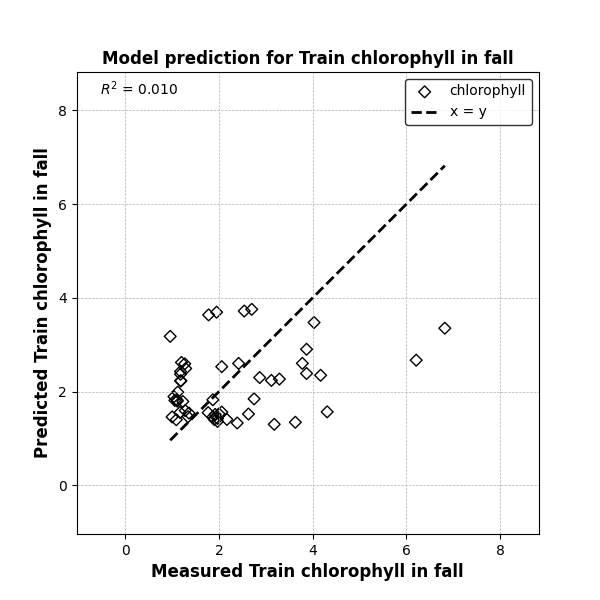 Model prediction for Train chlorophyll in fall
R² = 0.010
chlorophyll
x = y
Predicted Train chlorophyll in fall
8
6
4
2
0
0 2 4 6 8
Measured Train chlorophyll in fall